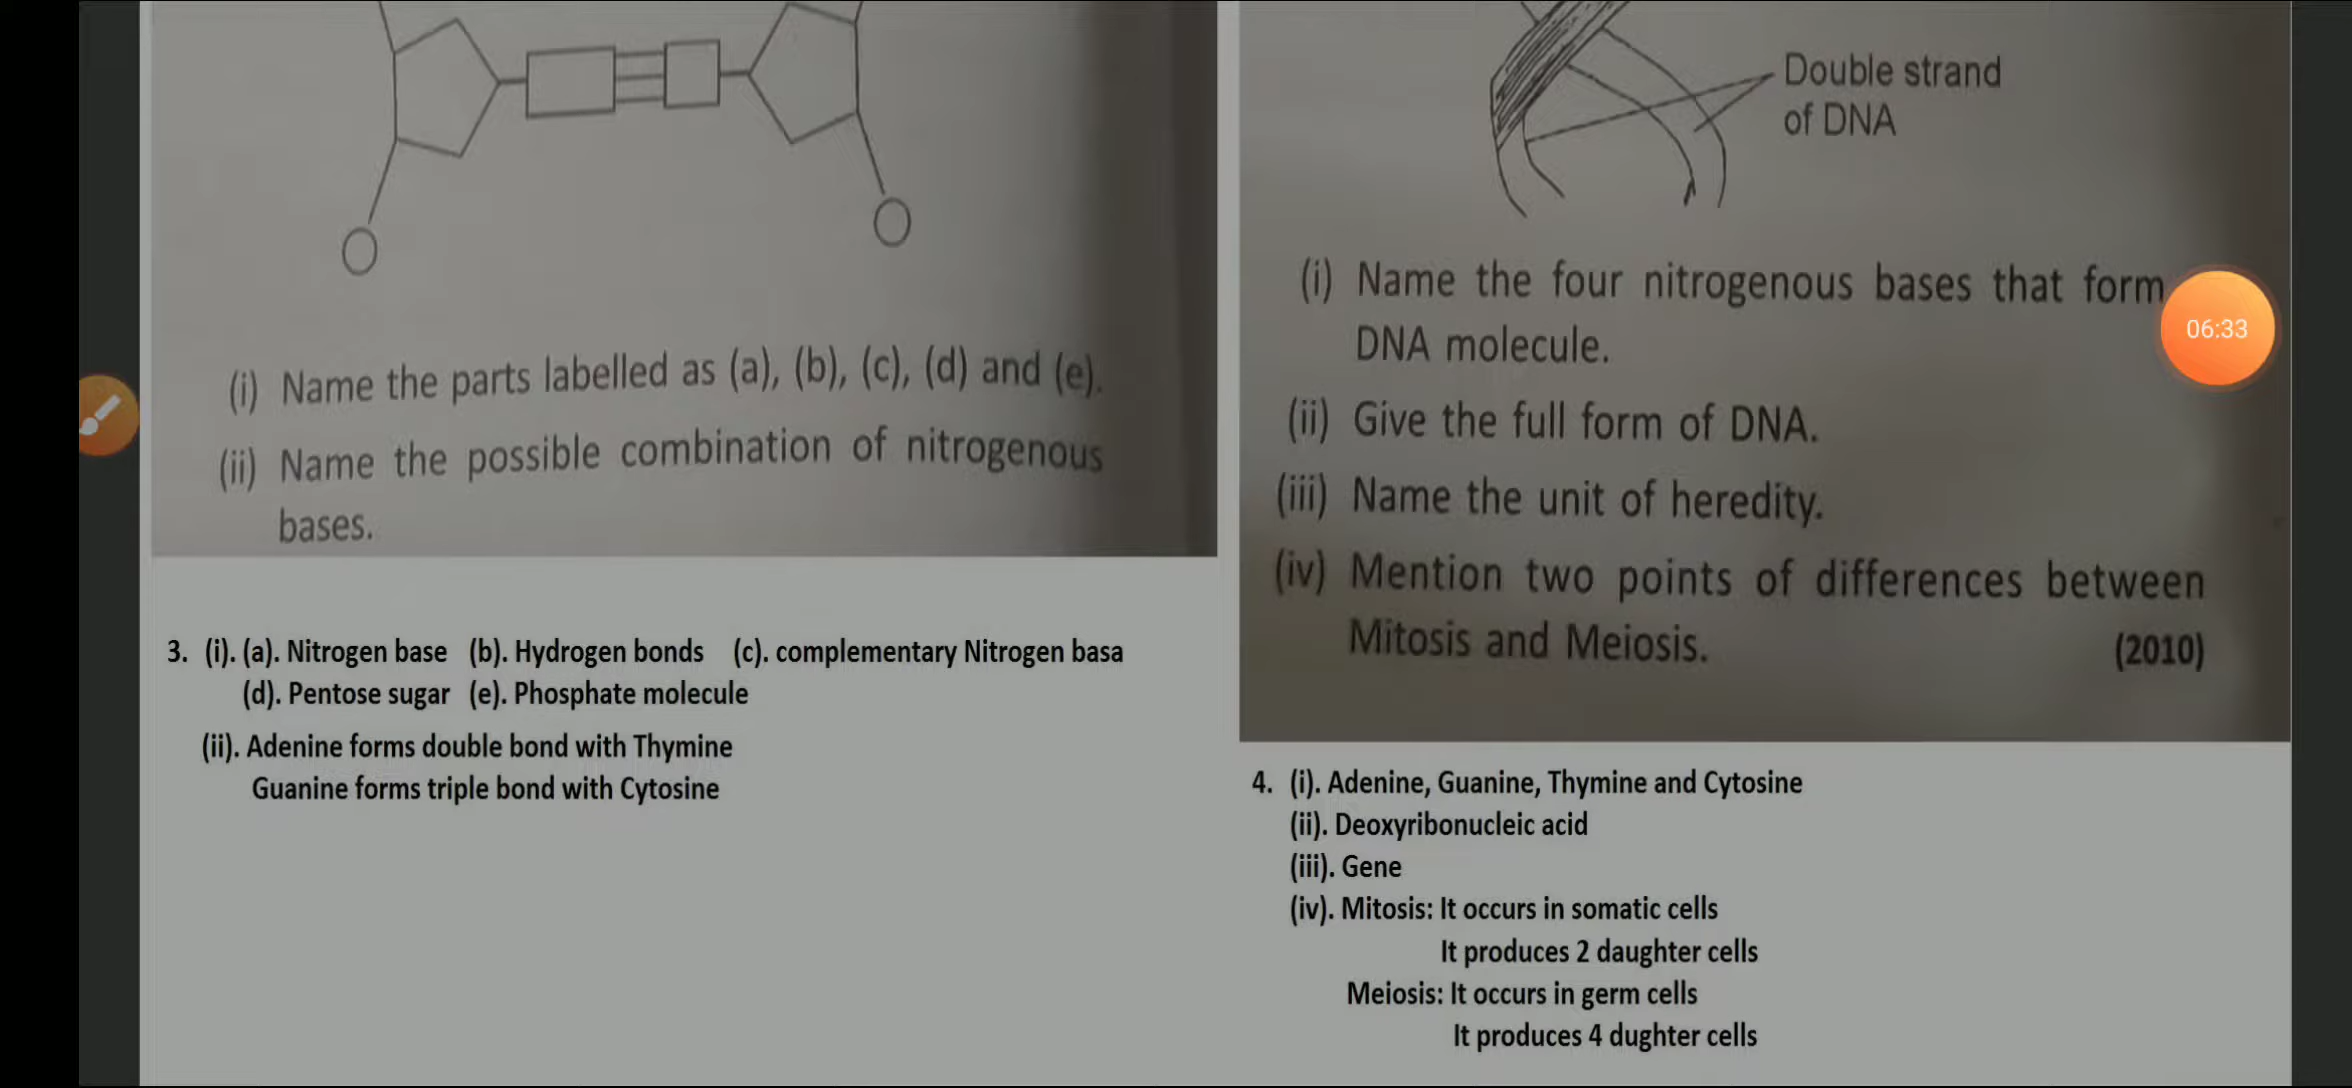 (i) Name the parts labelled as (a), (b), (c), (d) and (e).
(ii) Name the possible combination of nitrogenous
bases.
3. (i). (a). Nitrogen base (b). Hydrogen bonds (c). complementary Nitrogen basa
(d). Pentose sugar (e). Phosphate molecule
(ii). Adenine forms double bond with Thymine
Guanine forms triple bond with Cytosine
Double strand
of DNA
(i) Name the four nitrogenous bases that form
DNA molecule.
(ii) Give the full form of DNA.
(iii) Name the unit of heredity.
(iv) Mention two points of differences between
Mitosis and Meiosis. (2010)
06:33
4. (i). Adenine, Guanine, Thymine and Cytosine
(ii). Deoxyribonucleic acid
(iii). Gene
(iv). Mitosis: It occurs in somatic cells
It produces 2 daughter cells
Meiosis: It occurs in germ cells
It produces 4 dughter cells